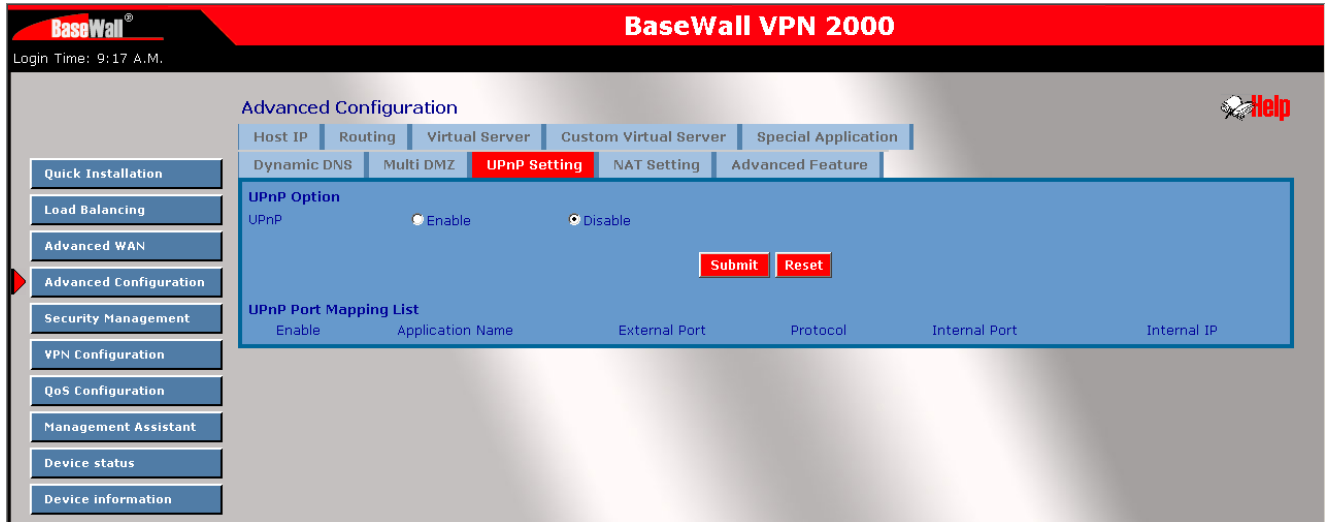 BaseWall®
BaseWall VPN 2000
Login Time: 9:17 A.M.
Advanced Configuration
Help
Host IP Routing Virtual Server Custom Virtual Server Special Application
Dynamic DNS Multi DMZ UPnP Setting NAT Setting Advanced Feature
Quick Installation
Load Balancing
Advanced WAN
Advanced Configuration
Security Management
VPN Configuration
QoS Configuration
Management Assistant
Device status
Device information
UPnP Option
UPnP Enable Disable
Submit Reset
UPnP Port Mapping List
Enable Application Name External Port Protocol Internal Port Internal IP